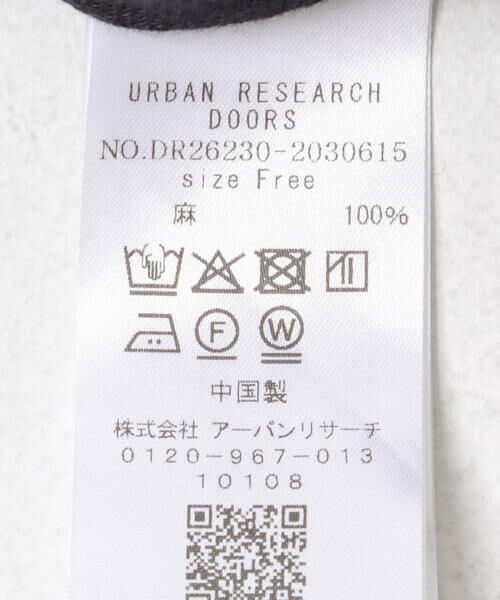 URBAN RESEARCH
DOORS
NO.DR26230-2030615
size Free
麻 100%
F W
中国製
株式会社 アーバンリサーチ
0120-967-013
10108